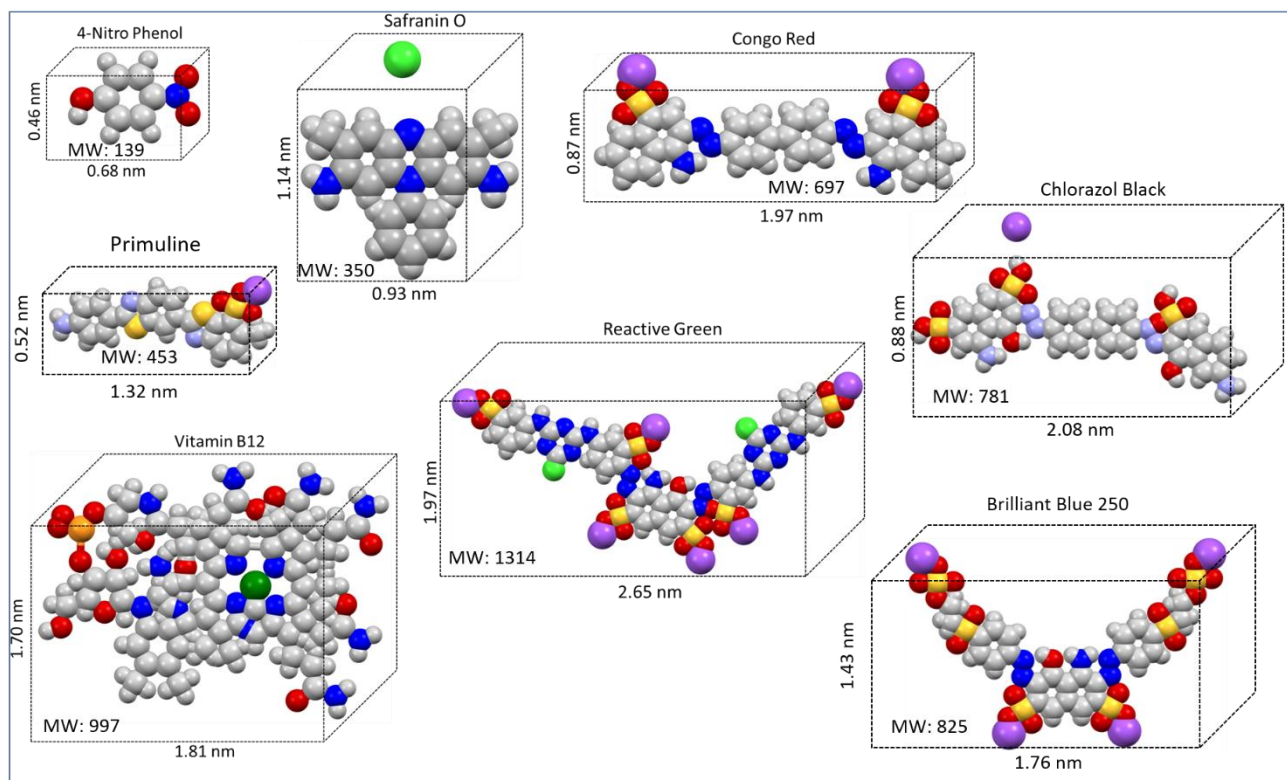 4-Nitro Phenol
0.46 nm
MW: 139
0.68 nm
Safranin O
1.14 nm
MW: 350
0.93 nm
Congo Red
0.87 nm
MW: 697
1.97 nm
Primuline
0.52 nm
MW: 453
1.32 nm
Reactive Green
1.97 nm
MW: 1314
2.65 nm
Chlorazol Black
0.88 nm
MW: 781
2.08 nm
Vitamin B12
1.70 nm
MW: 997
1.81 nm
Brilliant Blue 250
1.43 nm
MW: 825
1.76 nm